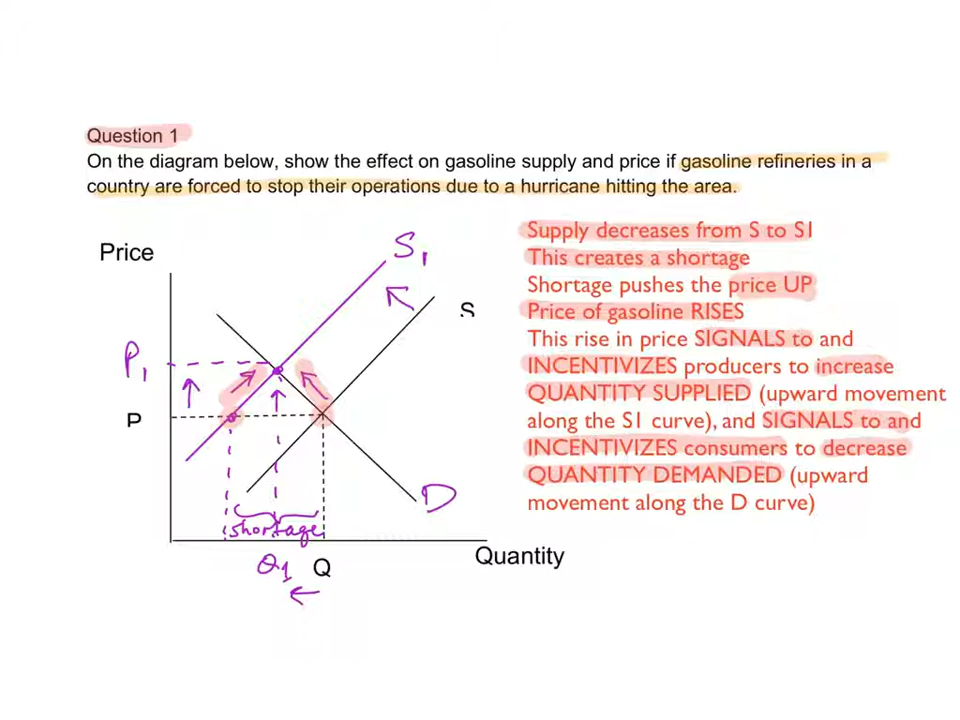 Question 1
On the diagram below, show the effect on gasoline supply and price if gasoline refineries in a
country are forced to stop their operations due to a hurricane hitting the area.
Supply decreases from S to S1
This creates a shortage
Shortage pushes the price UP
Price of gasoline RISES
This rise in price SIGNALS to and
INCENTIVIZES producers to increase
QUANTITY SUPPLIED (upward movement
along the S1 curve), and SIGNALS to and
INCENTIVIZES consumers to decrease
QUANTITY DEMANDED (upward
movement along the D curve)
Price
S1
S
P1
P
D
shortage
Quantity
Q1
Q